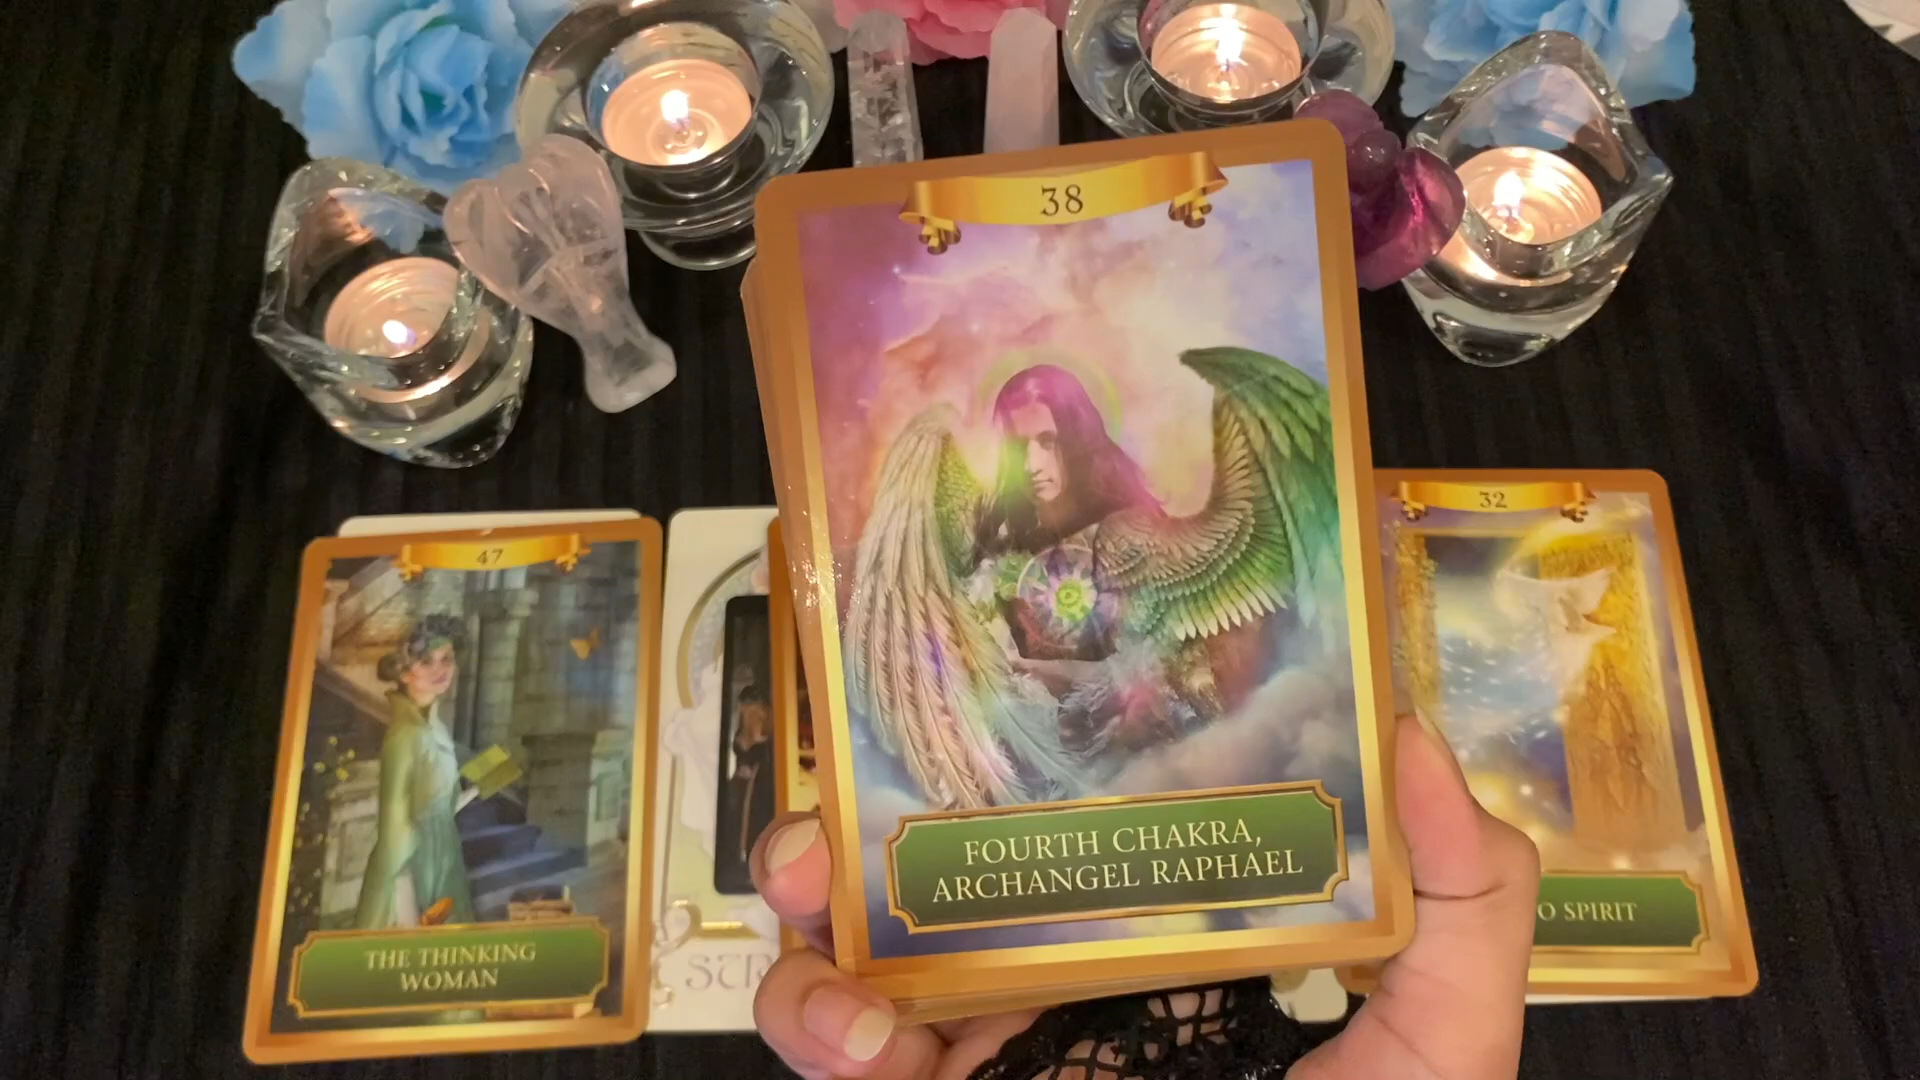 38
FOURTH CHAKRA,
ARCHANGEL RAPHAEL
47
THE THINKING
WOMAN
32
O SPIRIT